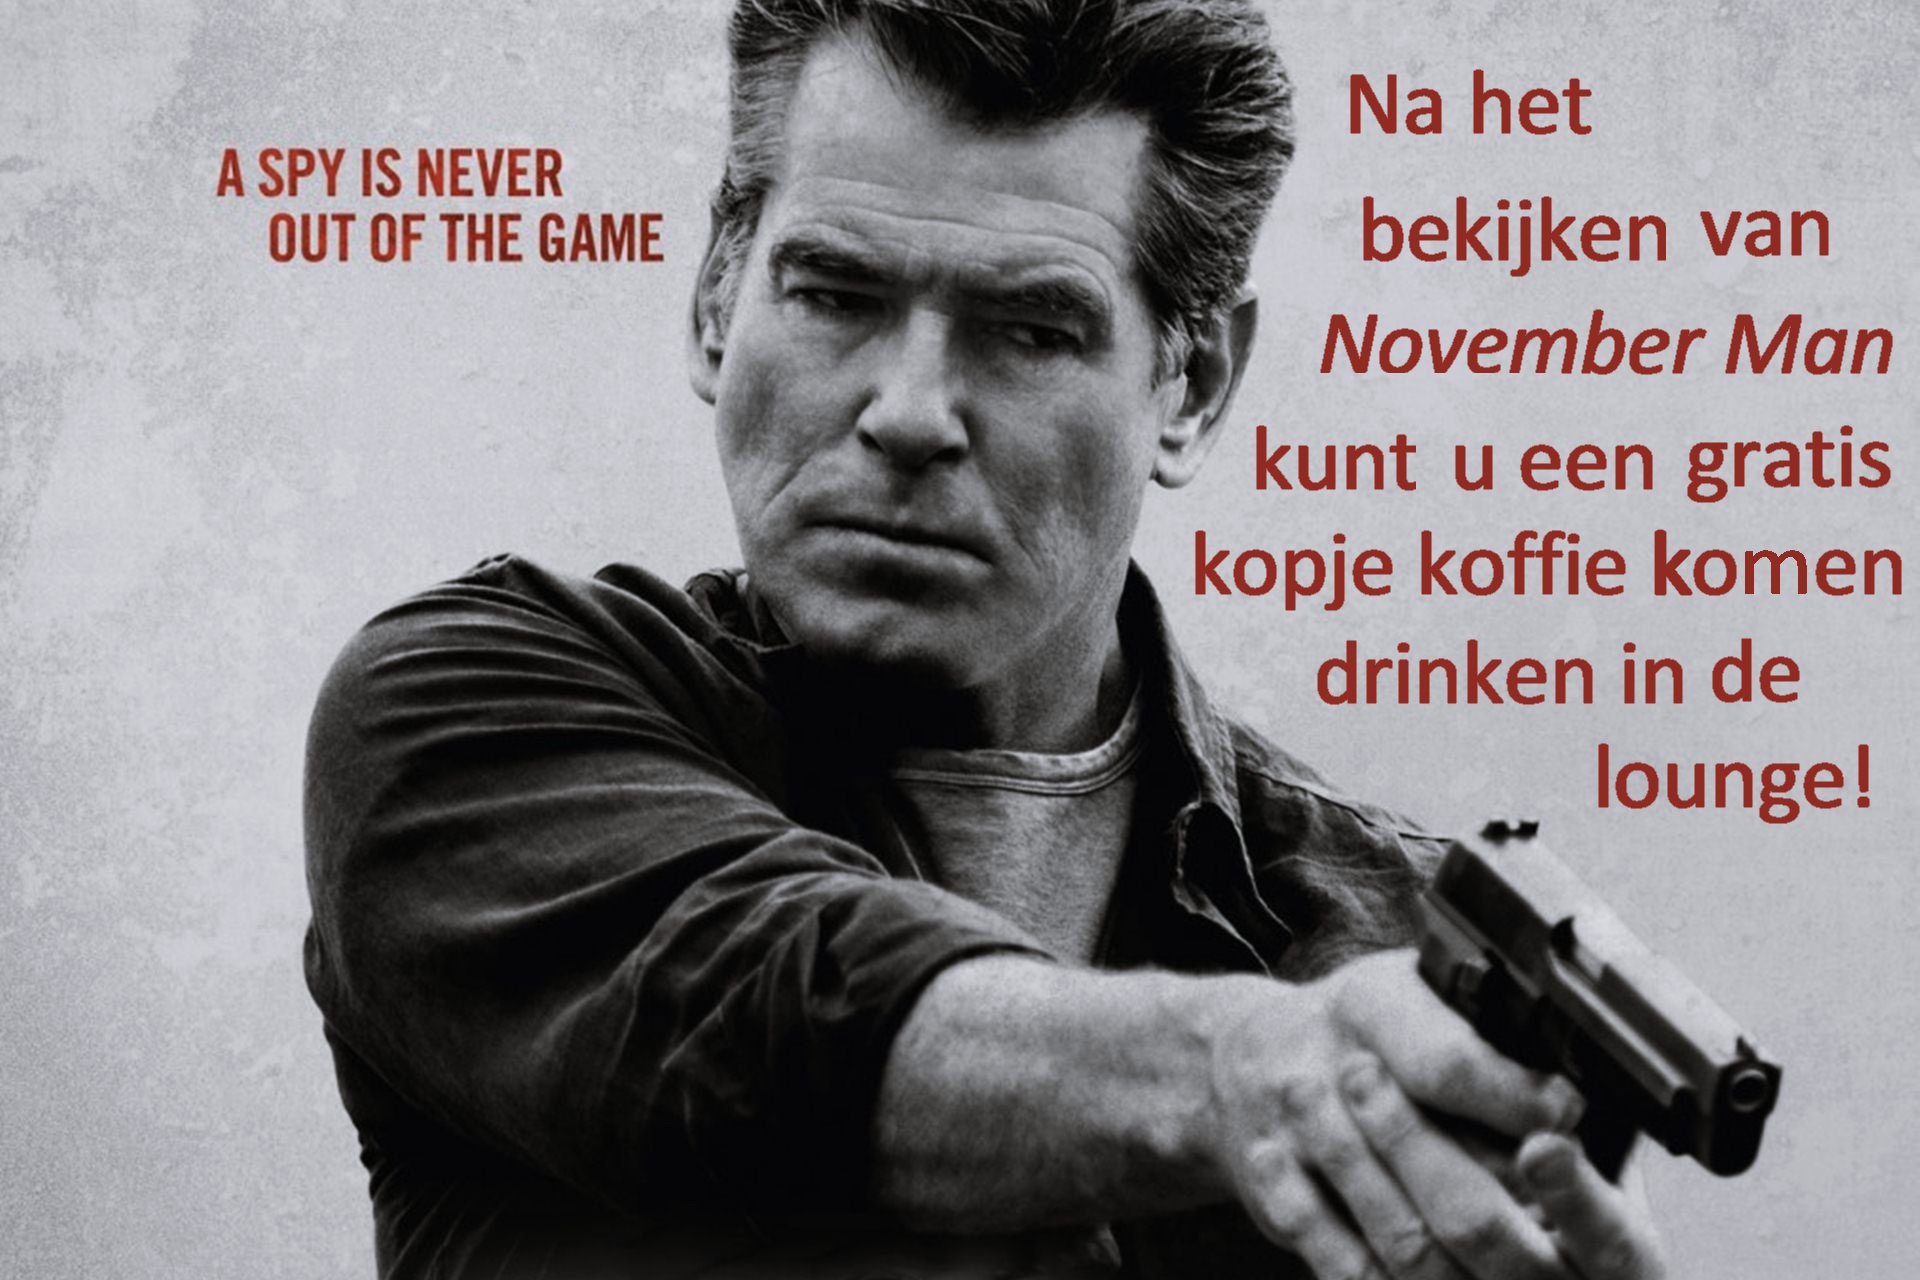 A SPY IS NEVER
OUT OF THE GAME
Na het
bekijken van
November Man
kunt u een gratis
kopje koffie komen
drinken in de
lounge!